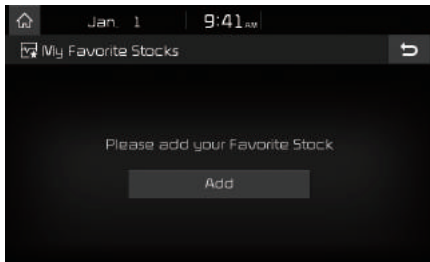 Jan. 1 9:41 AM
My Favorite Stocks
Please add your Favorite Stock
Add